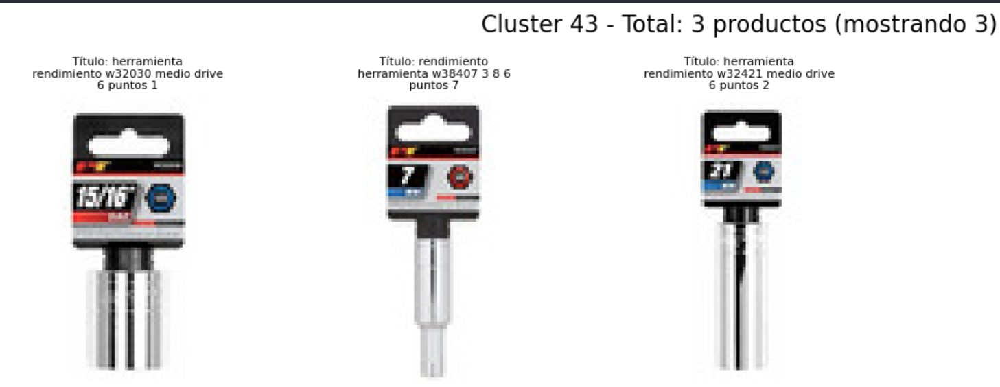 Cluster 43 - Total: 3 productos (mostrando 3)
Título: herramienta
rendimiento w32030 medio drive
6 puntos 1
Título: rendimiento
herramienta w38407 3 8 6
puntos 7
Título: herramienta
rendimiento w32421 medio drive
6 puntos 2
15/16"
7
21